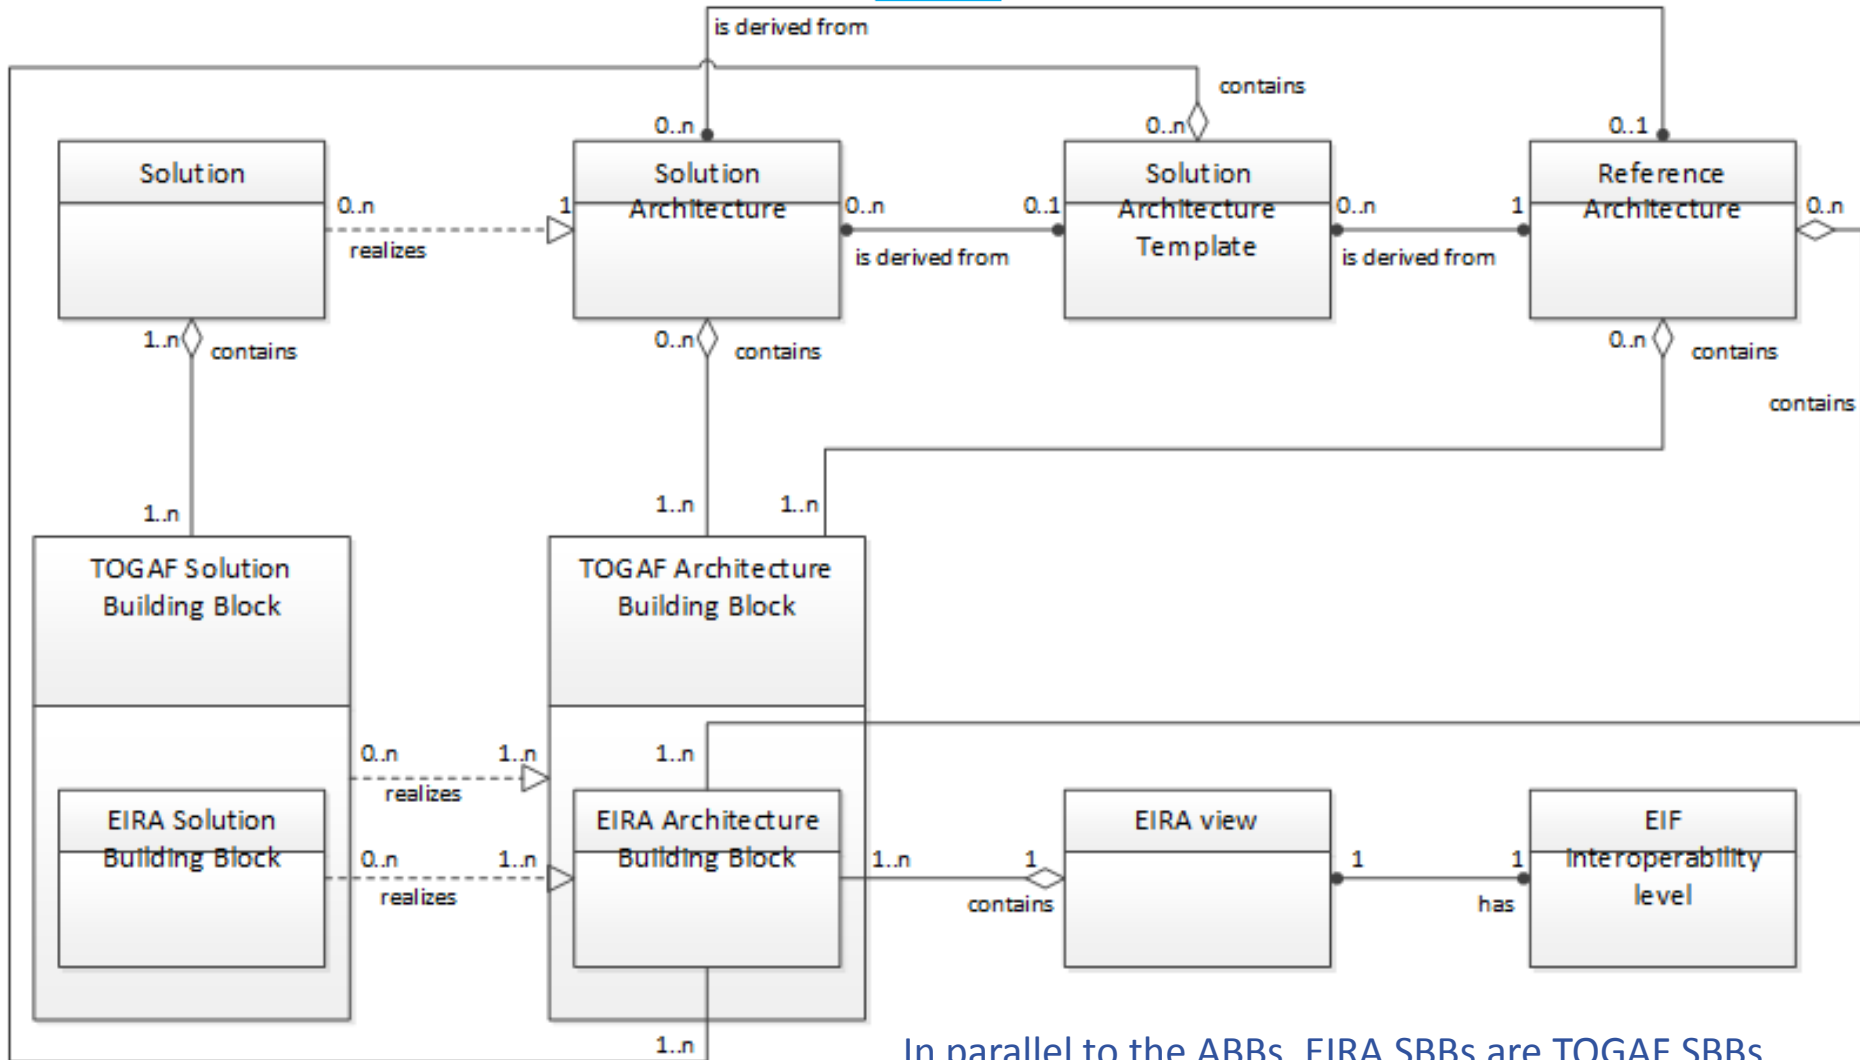 is derived from
contains
0..n
0..n
0..1
Solution
Solution
Architecture
Solution
Architecture
Template
Reference
Architecture
0..n
1
0..n
0..1
0..n
1
0..n
realizes
is derived from
is derived from
1..n
contains
0..n
contains
0..n
contains
contains
1..n
1..n
1..n
TOGAF Solution
Building Block
TOGAF Architecture
Building Block
0..n
1..n
1..n
realizes
EIRA Solution
Building Block
EIRA Architecture
Building Block
EIRA view
EIF
interoperability
level
0..n
1..n
1..n
1
1
1
realizes
contains
has
1..n
In parallel to the ABBs, EIRA SBBs are TOGAF SBBs